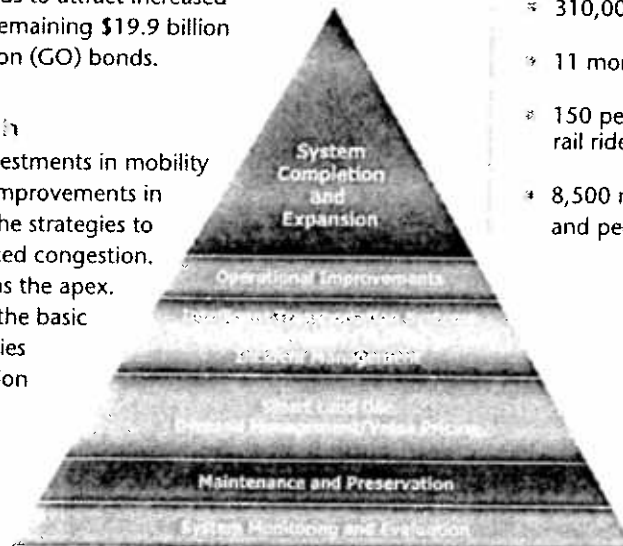 to attract increased
emaining $19.9 billion
on (GO) bonds.
estments in mobility
mprovements in
he strategies to
ed congestion.
as the apex.
the basic
ies
on
System
Completion
and
Expansion
Operational Improvements
Management
Smart Land Use
Demand Management/Value Pricing
Maintenance and Preservation
System Monitoring and Evaluation
310,00
11 mor
150 pe
rail ride
8,500 r
and pe